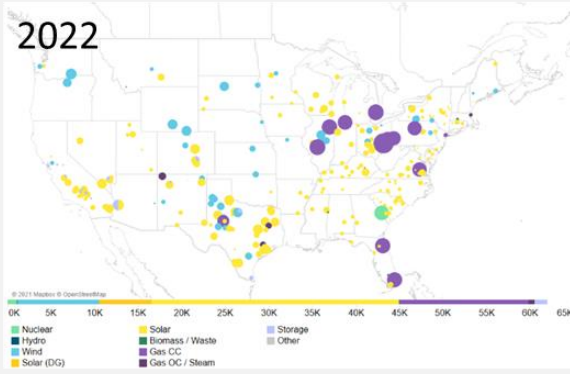 2022
© 2021 Mapbox © OpenStreetMap
0K 5K 10K 15K 20K 25K 30K 35K 40K 45K 50K 55K 60K 65K
Nuclear Solar Storage
Hydro Biomass / Waste Other
Wind Gas CC
Solar (DG) Gas OC / Steam